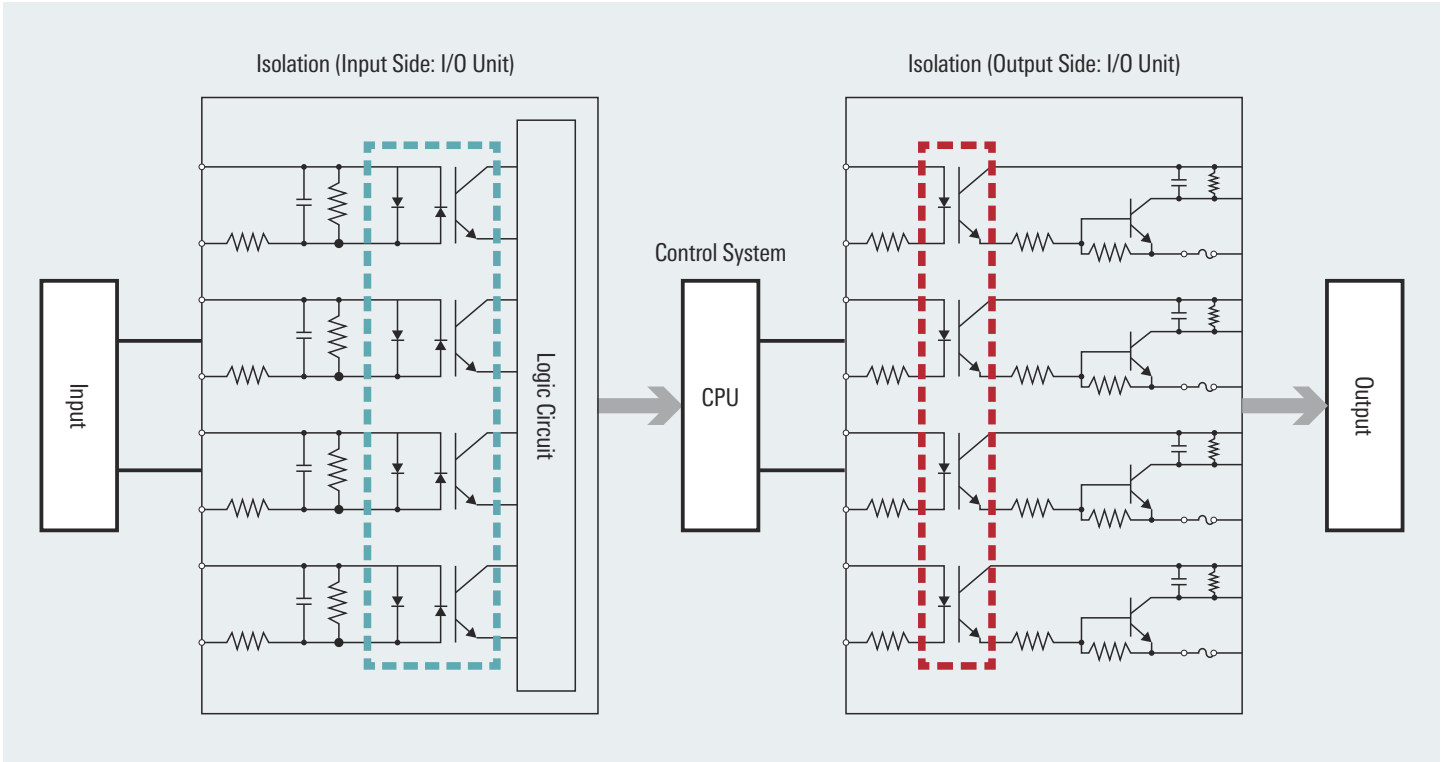 Isolation (Input Side: I/O Unit)
Isolation (Output Side: I/O Unit)
Input
Logic Circuit
Control System
CPU
Output